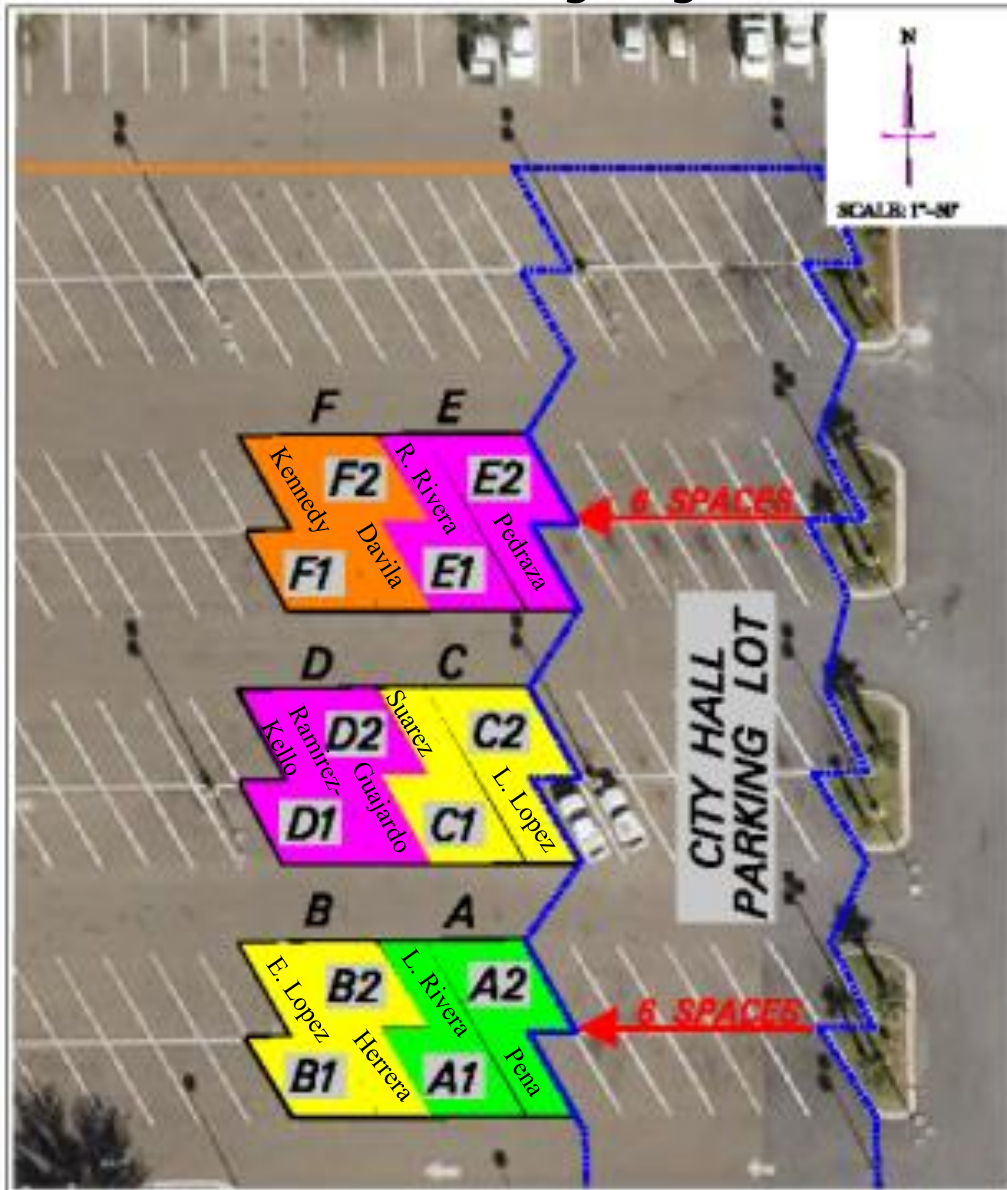 N
SCALE: 1"=50'
F E
Kennedy
F2
R. Rivera
E2
6 SPACES
Davila
F1
E1
Pedraza
D C
Kello
Ramirez-
Guajardo
D2
Suarez
C2
L. Lopez
D1
C1
CITY HALL
PARKING LOT
B A
E. Lopez
B2
L. Rivera
A2
6 SPACES
Herrera
B1
A1
Pena